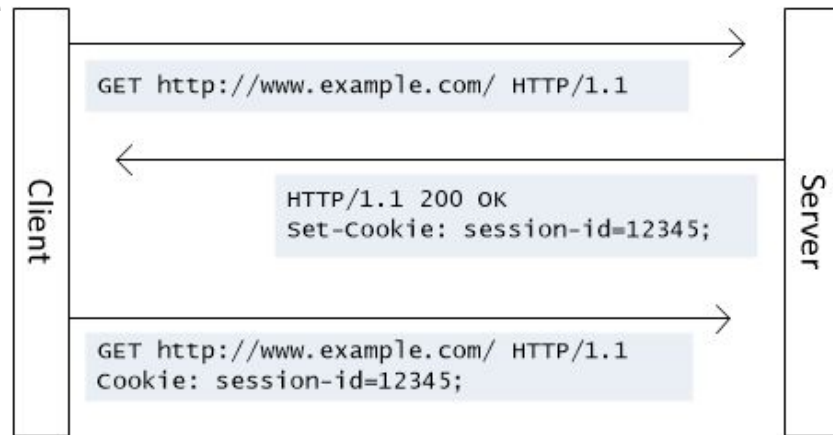 GET http://www.example.com/ HTTP/1.1
Client
Server
HTTP/1.1 200 OK
Set-Cookie: session-id=12345;
GET http://www.example.com/ HTTP/1.1
Cookie: session-id=12345;